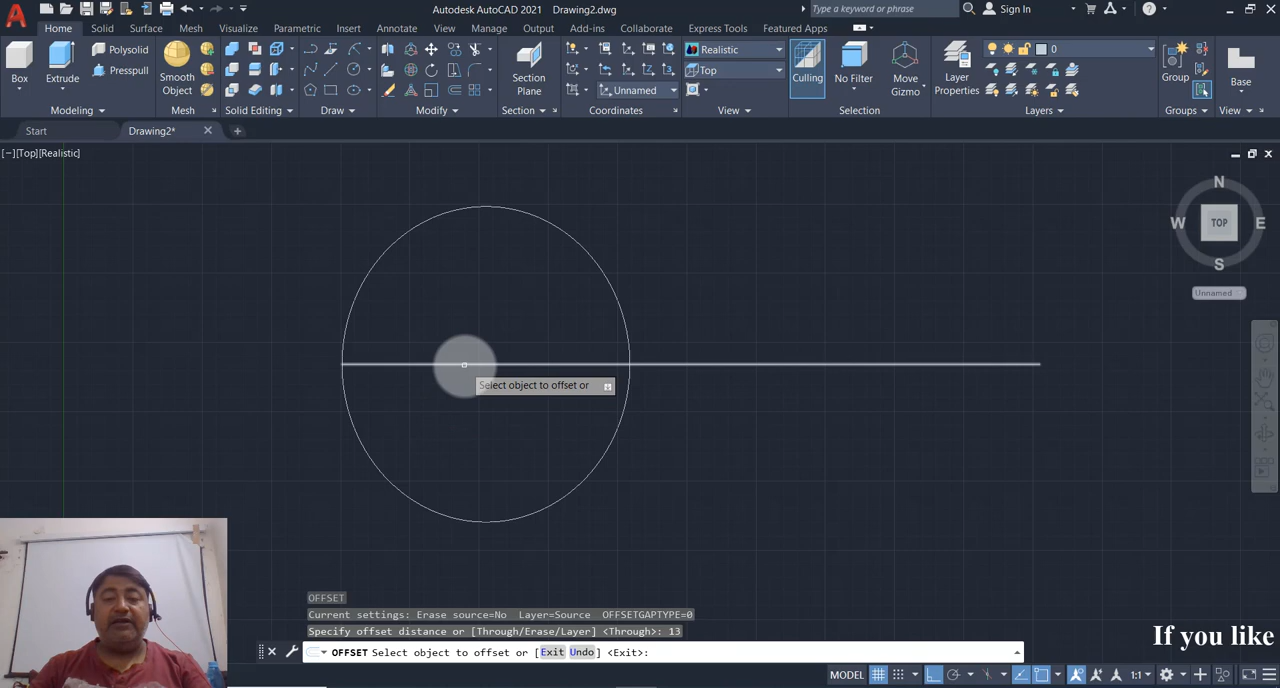 Autodesk AutoCAD 2021 Drawing2.dwg
Type a keyword or phrase
Sign In
Home Solid Surface Mesh Visualize Parametric Insert Annotate View Manage Output Add-ins Collaborate Express Tools Featured Apps
Box
Extrude
Polysolid
Presspull
Smooth
Object
Section
Plane
Realistic
Top
Unnamed
Culling
No Filter
Move
Gizmo
Layer
Properties
0
Group
Base
Modeling Mesh Solid Editing Draw Modify Section Coordinates View Selection Layers Groups View
Start Drawing2* +
[−][Top][Realistic]
N
W TOP E
S
Unnamed
Select object to offset or
OFFSET
Current settings: Erase source=No Layer=Source OFFSETGAPTYPE=0
Specify offset distance or [Through/Erase/Layer] <Through>: 13
OFFSET Select object to offset or [Exit Undo] <Exit>:
If you like
MODEL 1:1